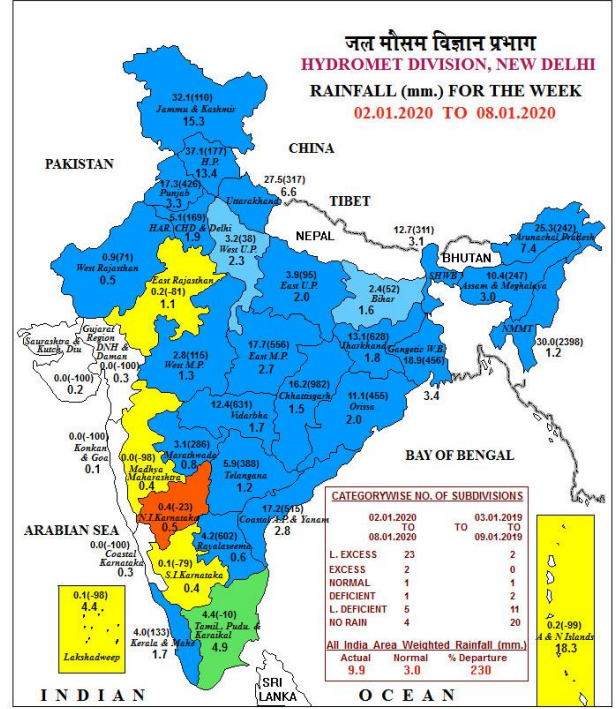 जल मौसम विज्ञान प्रभाग
HYDROMET DIVISION, NEW DELHI
RAINFALL (mm.) FOR THE WEEK
02.01.2020 TO 08.01.2020
32.1(110)
Jammu & Kashmir
15.3
CHINA
PAKISTAN
37.1(177)
H.P.
13.4
17.3(426)
Punjab
3.3
27.5(317)
6.6
Uttarakhand
TIBET
5.1(169)
HAR. CHD & Delhi
1.9
NEPAL
3.2(38)
West U.P.
2.3
12.7(311)
3.1
SHWB
BHUTAN
25.3(242)
Arunachal Pradesh
7.4
0.9(71)
West Rajasthan
0.5
East Rajasthan
0.2(-81)
1.1
3.9(95)
East U.P.
2.0
2.4(52)
Bihar
1.6
10.4(247)
Assam & Meghalaya
3.0
NMMT
30.0(2398)
1.2
Saurashtra &
Kutch, Diu
0.0(-100)
0.2
Gujarat
Region
DNH &
Daman
0.0(-100)
0.3
2.8(115)
West M.P.
1.3
17.7(556)
East M.P.
2.7
13.1(628)
Jharkhand
1.8
Gangetic W.B
18.9(456)
3.4
16.2(982)
Chhattisgarh
1.5
11.1(455)
Orissa
2.0
12.4(631)
Vidarbha
1.7
0.0(-100)
Konkan
& Goa
0.1
0.0(-98)
Madhya
Maharashtra
0.4
3.1(286)
Marathwada
0.8
5.9(388)
Telangana
1.2
BAY OF BENGAL
0.4(-23)
N.I.Karnataka
0.5
17.2(515)
Coastal A.P.& Yanam
2.8
ARABIAN SEA
0.0(-100)
Coastal
Karnataka
0.3
4.2(602)
Rayalaseema
0.6
0.1(-79)
S.I.Karnataka
0.4
0.1(-98)
4.4
Lakshadweep
4.4(-10)
Tamil, Pudu. &
Karaikal
4.9
4.0(133)
Kerala & Mahe
1.7
CATEGORYWISE NO. OF SUBDIVISIONS
02.01.2020 03.01.2019
TO TO TO
08.01.2020 09.01.2019
L. EXCESS 23 2
EXCESS 2 0
NORMAL 1 1
DEFICIENT 1 2
L. DEFICIENT 5 11
NO RAIN 4 20
All India Area Weighted Rainfall (mm.)
Actual Normal % Departure
9.9 3.0 230
0.2(-99)
A & N Islands
18.3
SRI
LANKA
INDIAN OCEAN